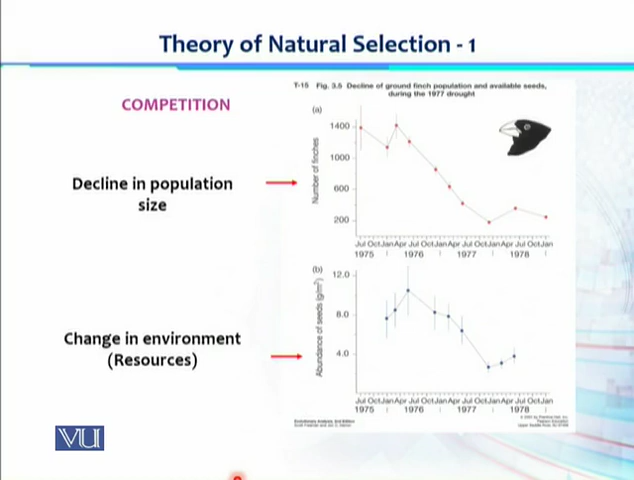 Theory of Natural Selection - 1
COMPETITION
Decline in population
size
Change in environment
(Resources)
T-15 Fig. 3.5 Decline of ground finch population and available seeds,
during the 1977 drought
(a)
Number of finches
1400
1000
600
200
Jul Oct Jan Apr Jul Oct Jan Apr Jul Oct Jan Apr Jul Oct Jan
1975 1976 1977 1978
(b)
Abundance of seeds (g/m²)
12.0
8.0
4.0
Jul Oct Jan Apr Jul Oct Jan Apr Jul Oct Jan Apr Jul Oct Jan
1975 1976 1977 1978
VU